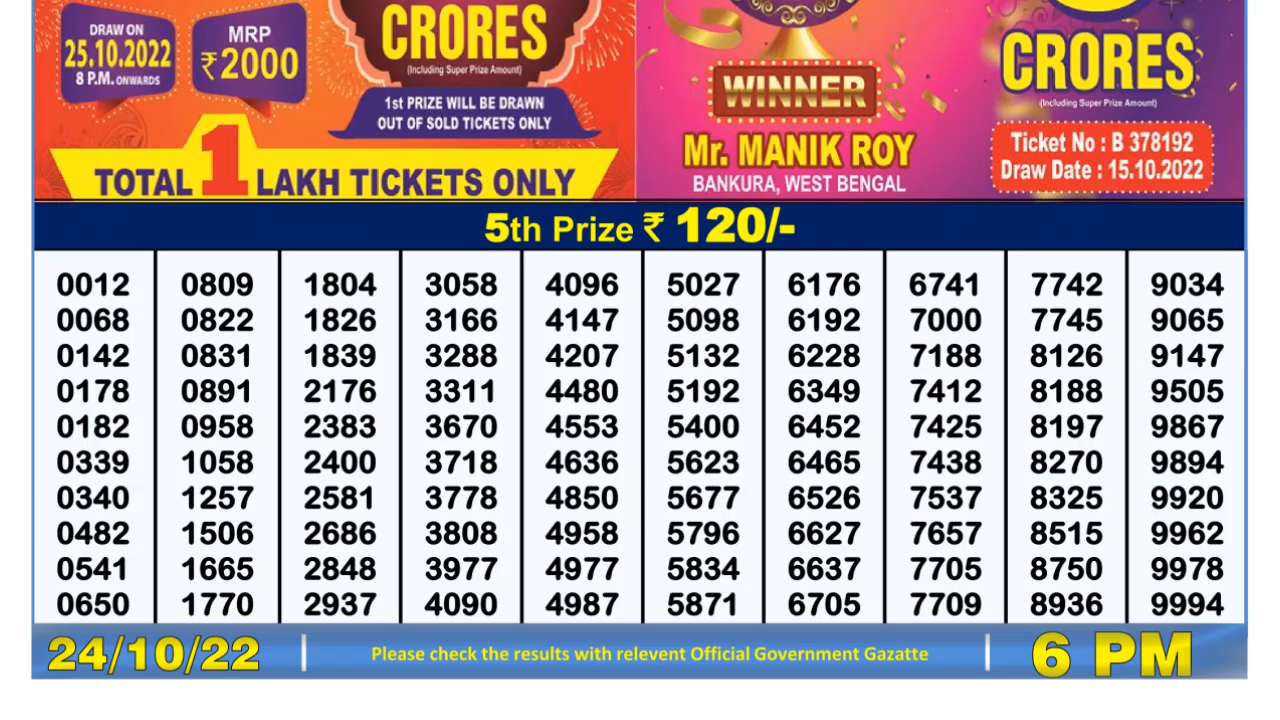 DRAW ON
25.10.2022
8 P.M. ONWARDS
MRP
₹2000
CRORES
(Including Super Prize Amount)
1st PRIZE WILL BE DRAWN
OUT OF SOLD TICKETS ONLY
TOTAL 1 LAKH TICKETS ONLY
WINNER
Mr. MANIK ROY
BANKURA, WEST BENGAL
CRORES
(Including Super Prize Amount)
Ticket No : B 378192
Draw Date : 15.10.2022
5th Prize ₹ 120/-
0012 0809 1804 3058 4096 5027 6176 6741 7742 9034
0068 0822 1826 3166 4147 5098 6192 7000 7745 9065
0142 0831 1839 3288 4207 5132 6228 7188 8126 9147
0178 0891 2176 3311 4480 5192 6349 7412 8188 9505
0182 0958 2383 3670 4553 5400 6452 7425 8197 9867
0339 1058 2400 3718 4636 5623 6465 7438 8270 9894
0340 1257 2581 3778 4850 5677 6526 7537 8325 9920
0482 1506 2686 3808 4958 5796 6627 7657 8515 9962
0541 1665 2848 3977 4977 5834 6637 7705 8750 9978
0650 1770 2937 4090 4987 5871 6705 7709 8936 9994
24/10/22 | Please check the results with relevent Official Government Gazatte | 6 PM